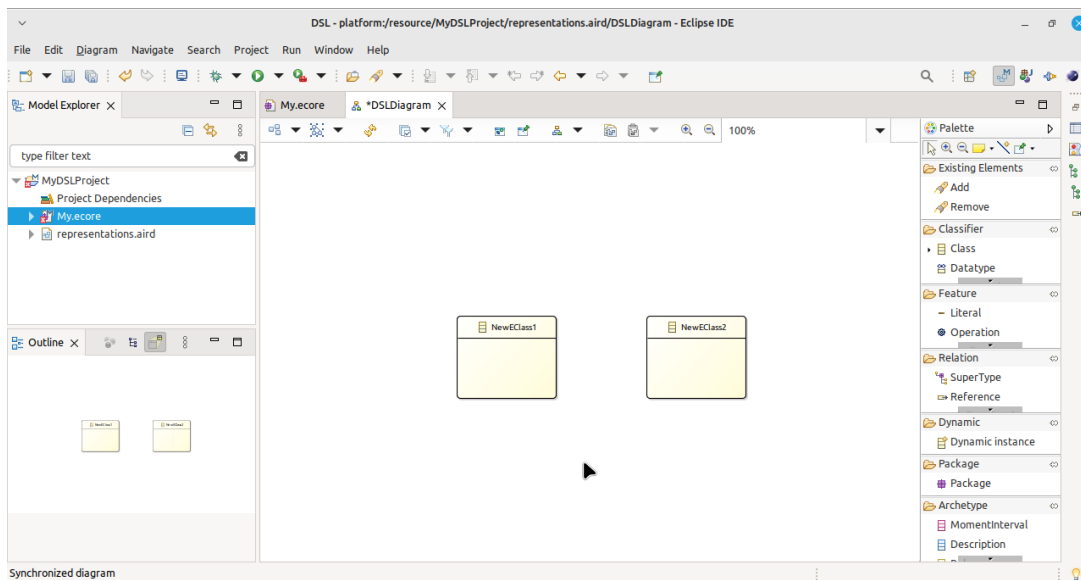 DSL - platform:/resource/MyDSLProject/representations.aird/DSLDiagram - Eclipse IDE
File Edit Diagram Navigate Search Project Run Window Help
Model Explorer
My.ecore
*DSLDiagram
100%
type filter text
MyDSLProject
Project Dependencies
My.ecore
representations.aird
Outline
NewEClass1
NewEClass2
NewEClass1
NewEClass2
Palette
Existing Elements
Add
Remove
Classifier
Class
Datatype
Feature
Literal
Operation
Relation
SuperType
Reference
Dynamic
Dynamic instance
Package
Package
Archetype
MomentInterval
Description
Synchronized diagram